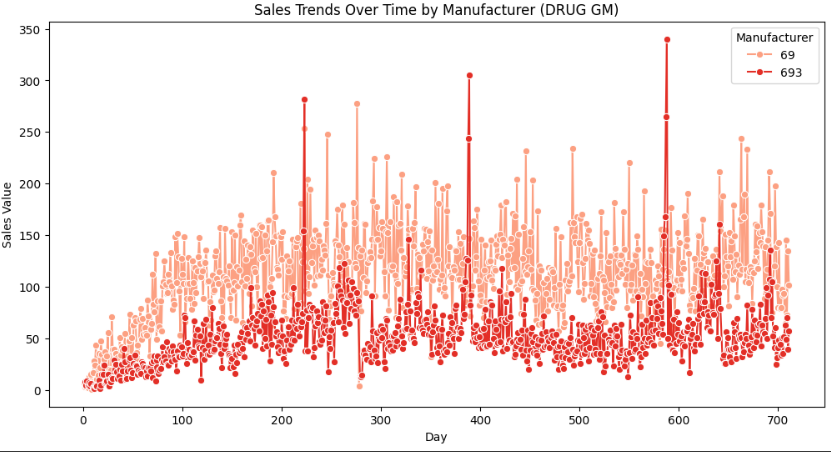 Sales Trends Over Time by Manufacturer (DRUG GM)
350
300
250
200
150
100
50
0
Sales Value
Manufacturer
69
693
0 100 200 300 400 500 600 700
Day